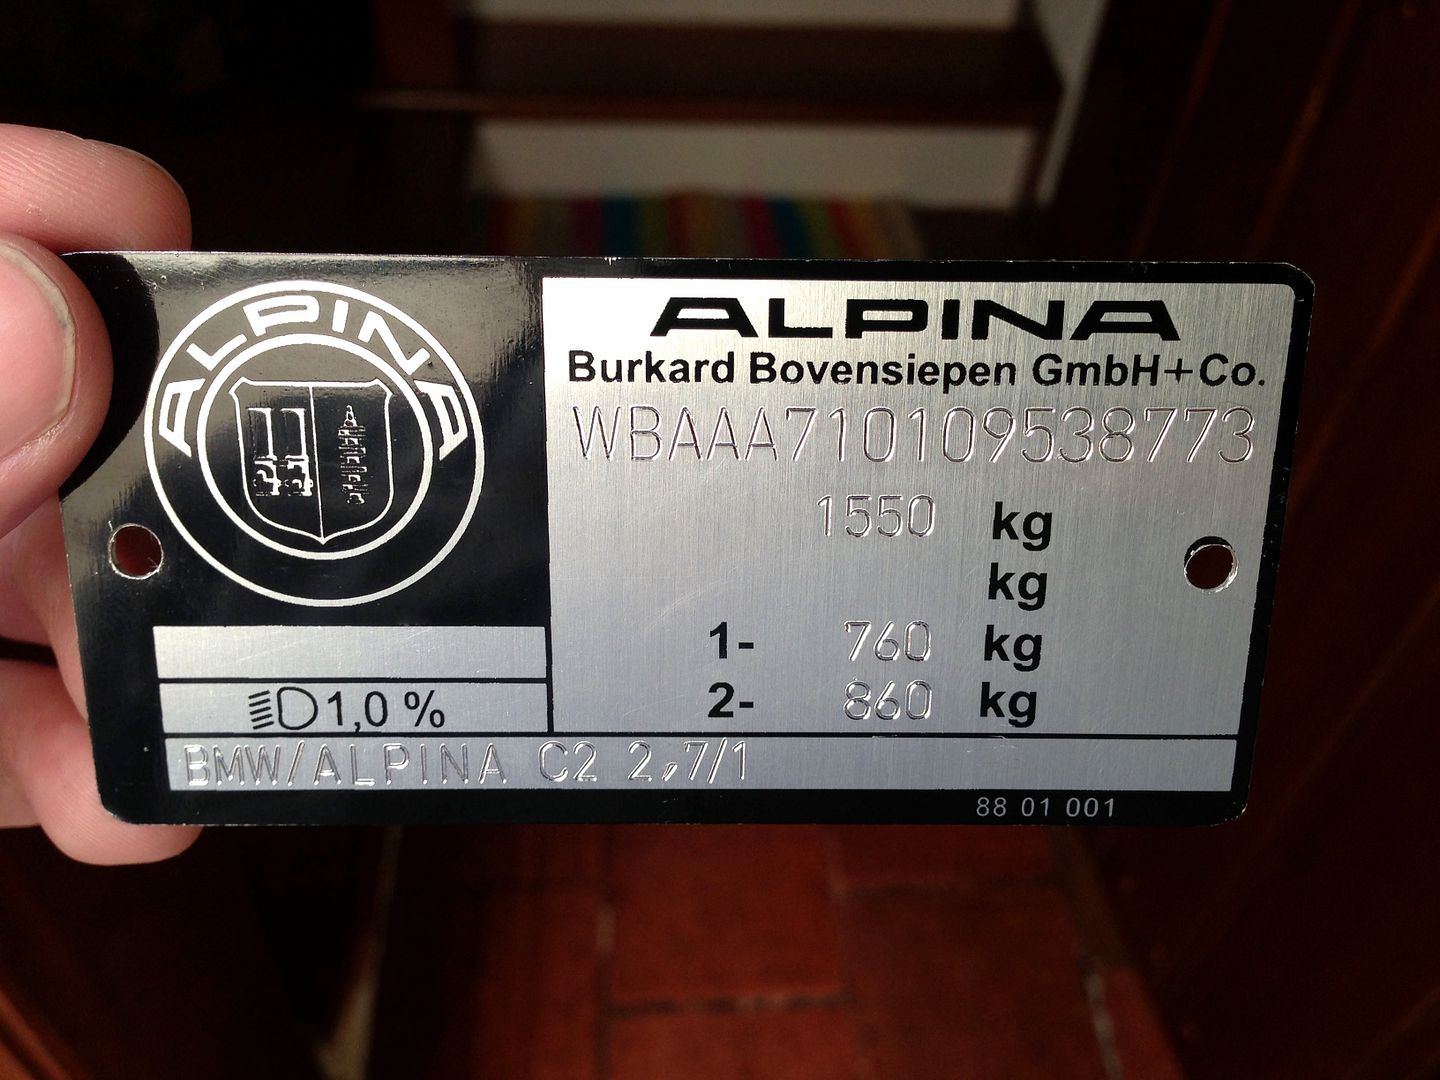 ALPINA
ALPINA
Burkard Bovensiepen GmbH+Co.
WBAAA710109538773
1550 kg
kg
1- 760 kg
2- 860 kg
1,0 %
BMW/ALPINA C2 2,7/1
88 01 001